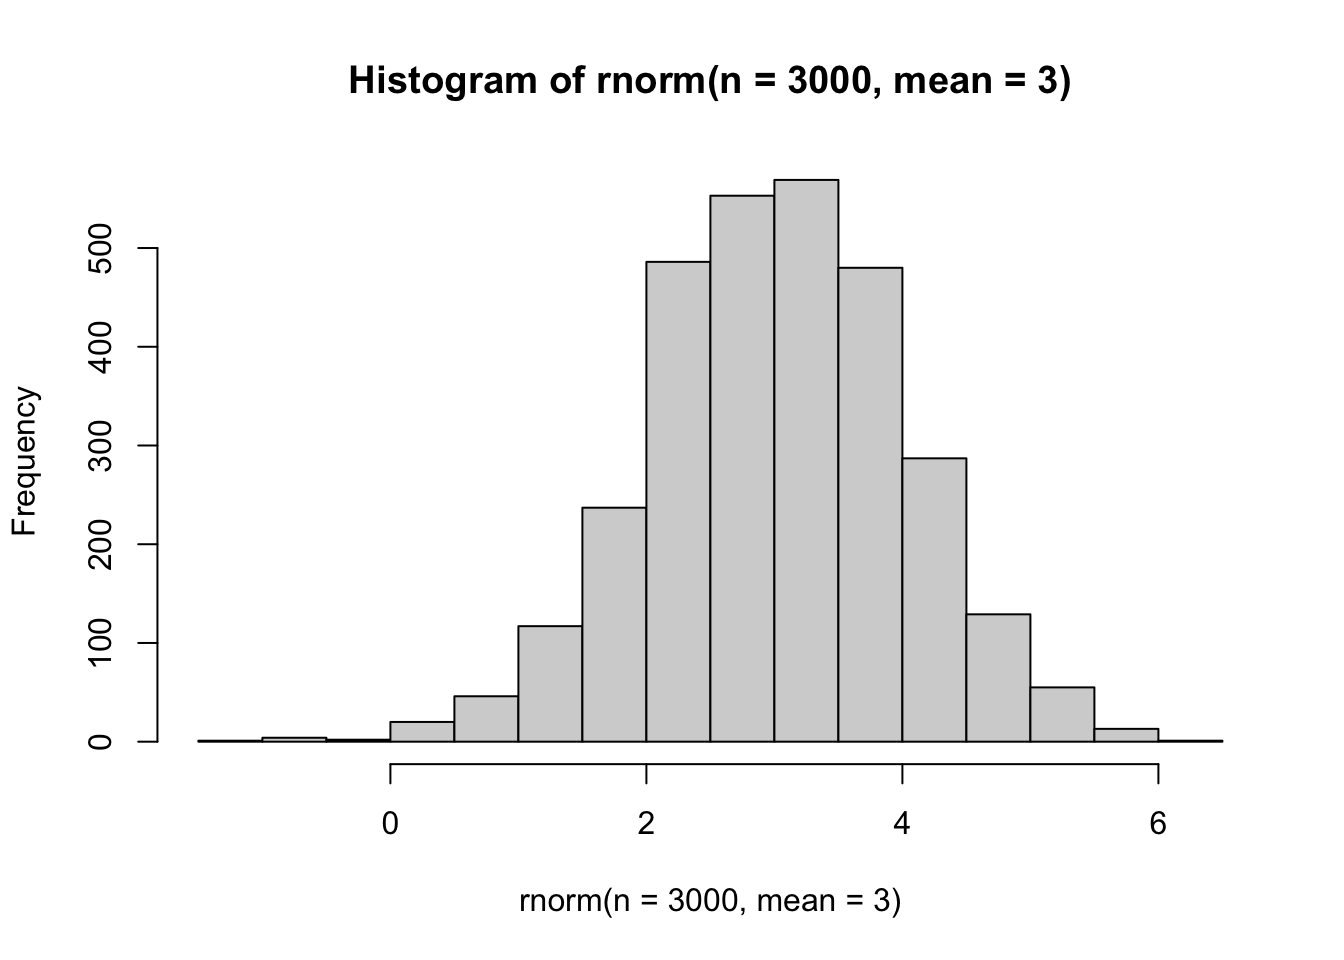 Histogram of rnorm(n = 3000, mean = 3)
Frequency
500
400
300
200
100
0
0 2 4 6
rnorm(n = 3000, mean = 3)